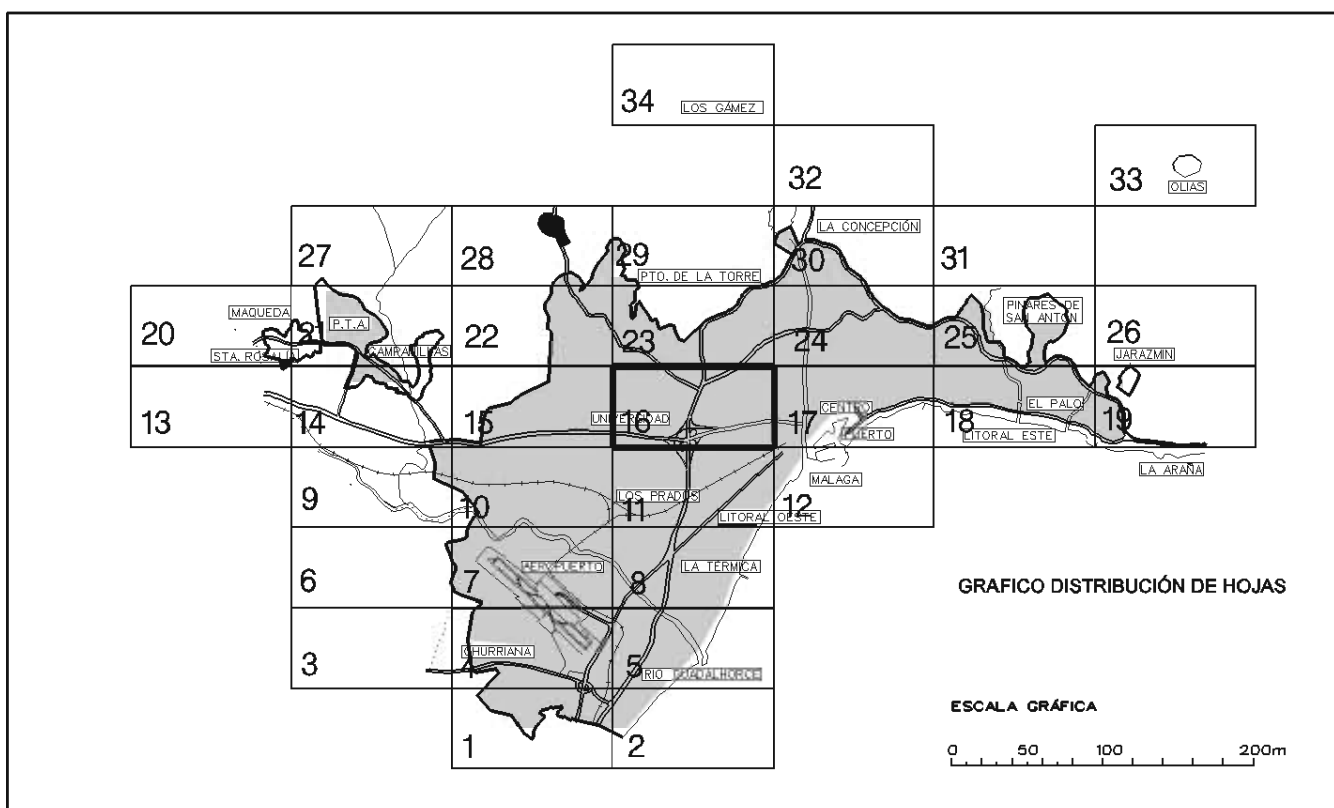 34
LOS GÁMEZ
32
33
OLIAS
LA CONCEPCIÓN
27
28
29
30
31
PTO. DE LA TORRE
MAQUEDA
P.T.A.
PINARES DE
SAN ANTON
20
21
22
23
24
25
26
STA. ROSALIA
CAMPANILLAS
JARAZMIN
13
14
15
UNIVERSIDAD
16
17
CENTRO
PUERTO
18
EL PALO
LITORAL ESTE
19
LA ARAÑA
MALAGA
9
10
LOS PRADOS
11
12
LITORAL OESTE
6
7
AEROPUERTO
8
LA TÉRMICA
GRAFICO DISTRIBUCIÓN DE HOJAS
3
CHURRIANA
5
RIO GUADALHORCE
1
2
ESCALA GRÁFICA
0 50 100 200m